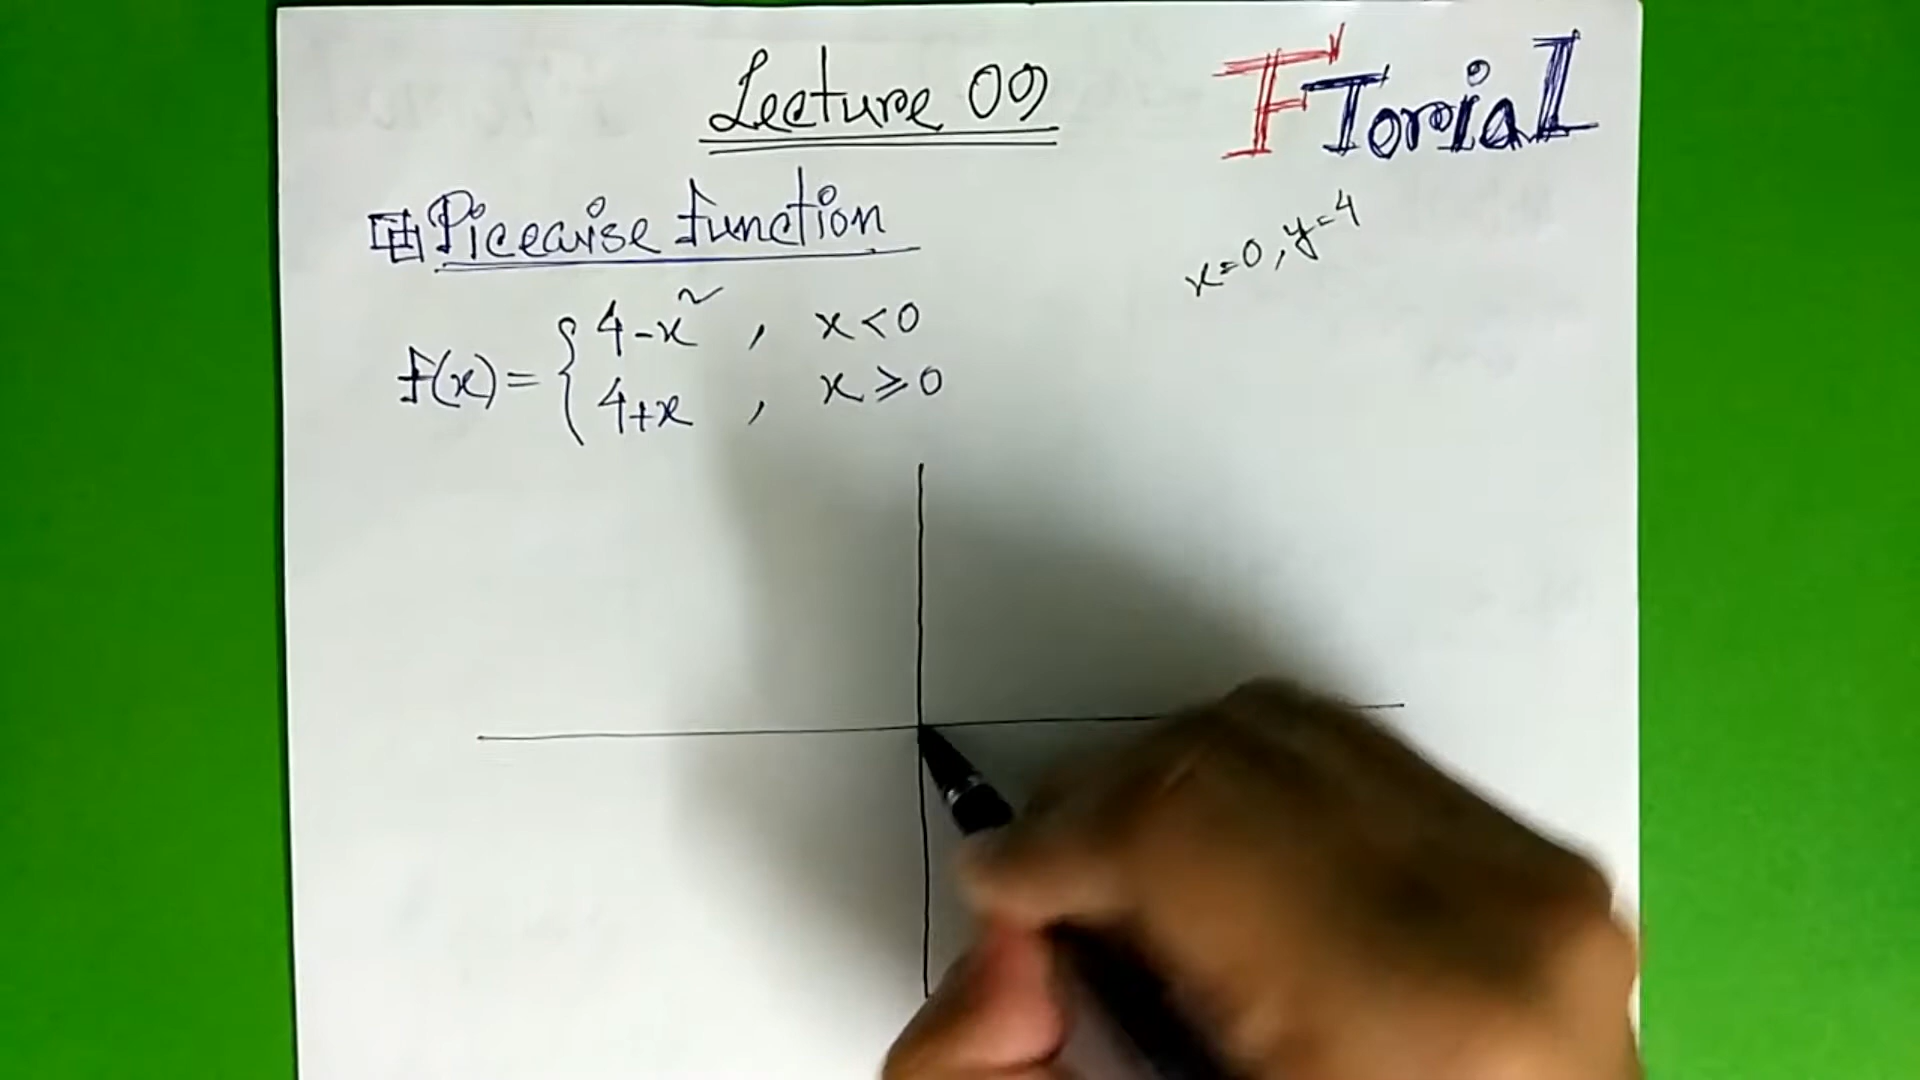 Lecture 09
FTorial
Picewise function
x=0, y=4
f(x) = { 4-x² , x<0
4+x , x⩾0